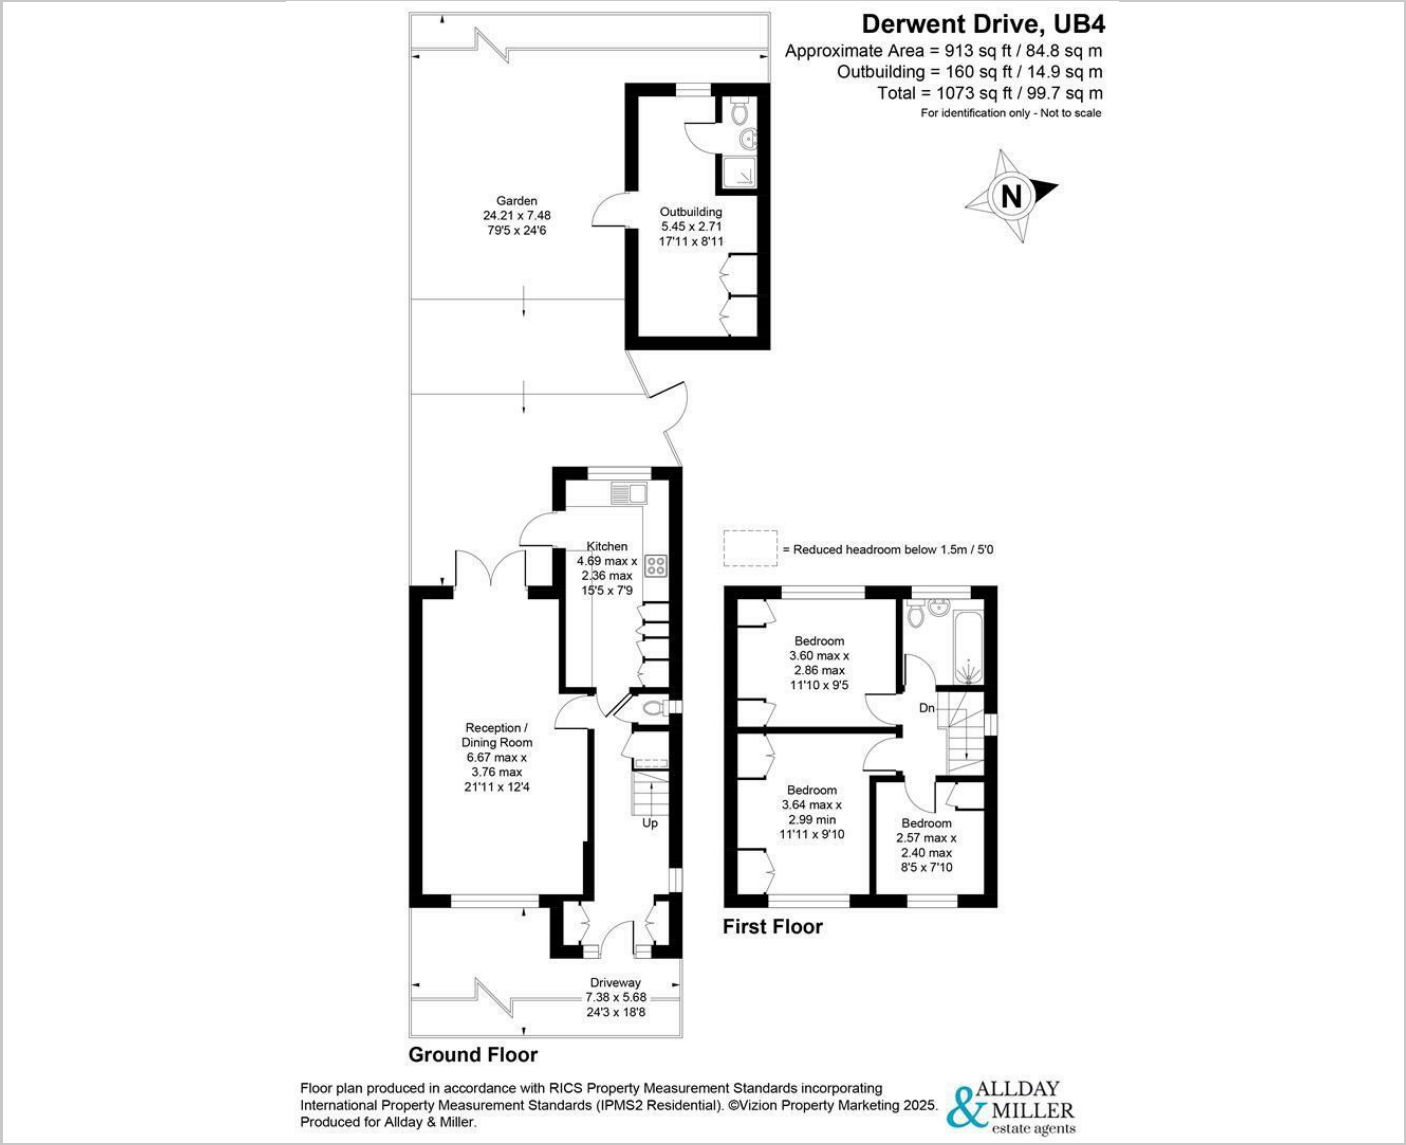 Derwent Drive, UB4
Approximate Area = 913 sq ft / 84.8 sq m
Outbuilding = 160 sq ft / 14.9 sq m
Total = 1073 sq ft / 99.7 sq m
For identification only - Not to scale
N
Garden
24.21 x 7.48
79'5 x 24'6
Outbuilding
5.45 x 2.71
17'11 x 8'11
Kitchen
4.69 max x
2.36 max
15'5 x 7'9
= Reduced headroom below 1.5m / 5'0
Reception /
Dining Room
6.67 max x
3.76 max
21'11 x 12'4
Up
Bedroom
3.60 max x
2.86 max
11'10 x 9'5
Dn
Bedroom
3.64 max x
2.99 min
11'11 x 9'10
Bedroom
2.57 max x
2.40 max
8'5 x 7'10
First Floor
Driveway
7.38 x 5.68
24'3 x 18'8
Ground Floor
Floor plan produced in accordance with RICS Property Measurement Standards incorporating
International Property Measurement Standards (IPMS2 Residential). ©Vizion Property Marketing 2025.
Produced for Allday & Miller.
ALLDAY
& MILLER
estate agents